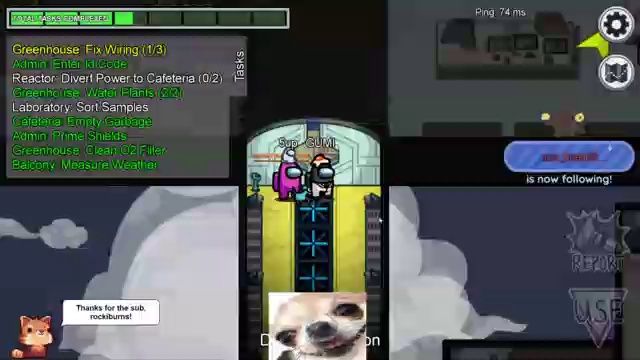 TOTAL TASKS COMPLETED
Ping: 74 ms
Greenhouse: Fix Wiring (1/3)
Admin: Enter Id Code
Reactor: Divert Power to Cafeteria (0/2)
Greenhouse: Water Plants (2/2)
Laboratory: Sort Samples
Cafeteria: Empty Garbage
Admin: Prime Shields
Greenhouse: Clean O2 Filter
Balcony: Measure Weather
Tasks
5up
GUMI
is now following!
REPORT
USE
Thanks for the sub,
rockiburns!